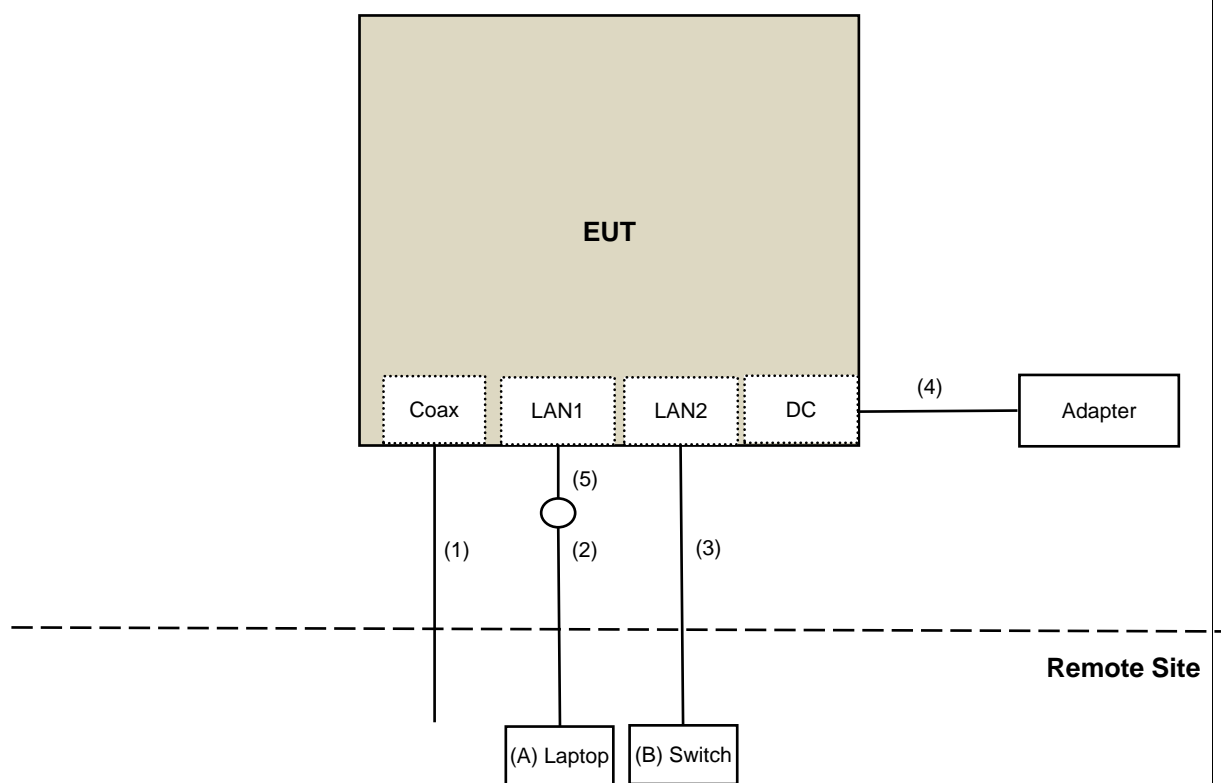 EUT
Coax
LAN1
LAN2
DC
(4)
Adapter
(5)
(1)
(2)
(3)
Remote Site
(A) Laptop
(B) Switch